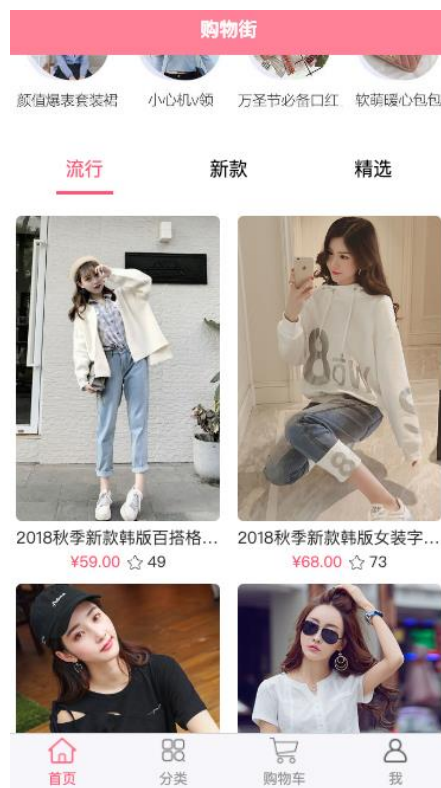 购物街
颜值爆表套装裙 小心机v领 万圣节必备口红 软萌暖心包包
流行 新款 精选
2018秋季新款韩版百搭格... 2018秋季新款韩版女装字...
¥59.00 49 ¥68.00 73
首页 分类 购物车 我